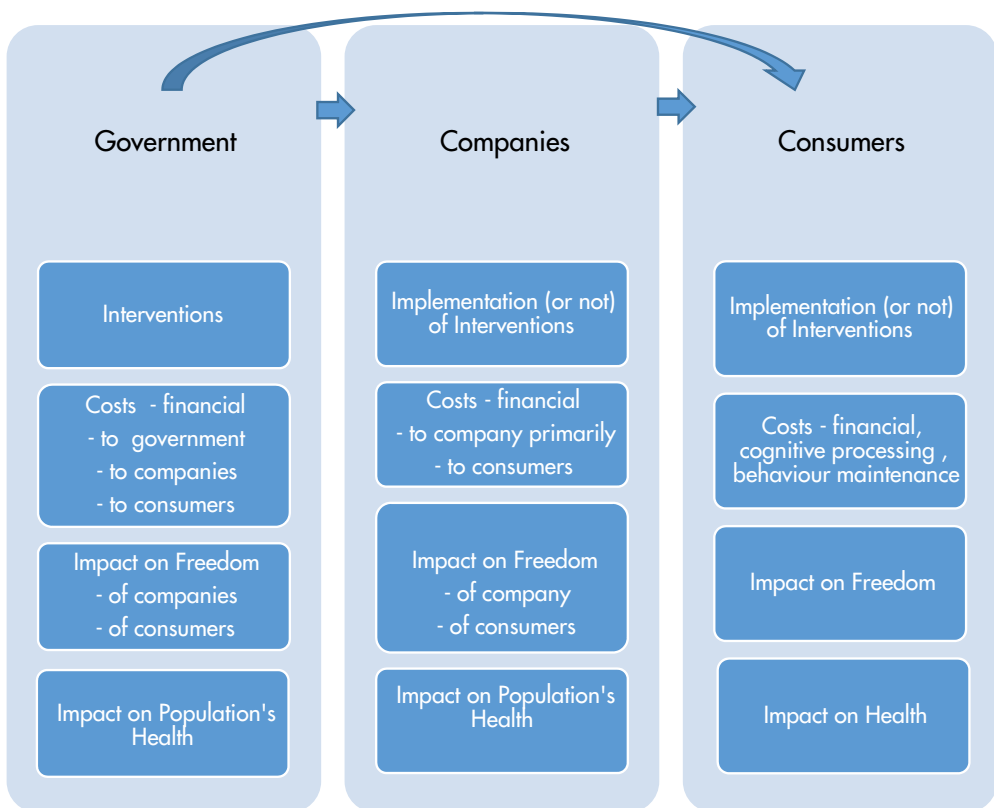 Government
Interventions
Costs - financial
- to government
- to companies
- to consumers
Impact on Freedom
- of companies
- of consumers
Impact on Population's
Health
Companies
Implementation (or not)
of Interventions
Costs - financial
- to company primarily
- to consumers
Impact on Freedom
- of company
- of consumers
Impact on Population's
Health
Consumers
Implementation (or not)
of Interventions
Costs - financial,
cognitive processing ,
behaviour maintenance
Impact on Freedom
Impact on Health